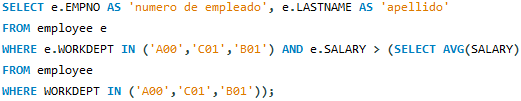 SELECT e.EMPNO AS 'numero de empleado', e.LASTNAME AS 'apellido'
FROM employee e
WHERE e.WORKDEPT IN ('A00','C01','B01') AND e.SALARY > (SELECT AVG(SALARY)
FROM employee
WHERE WORKDEPT IN ('A00','C01','B01'));